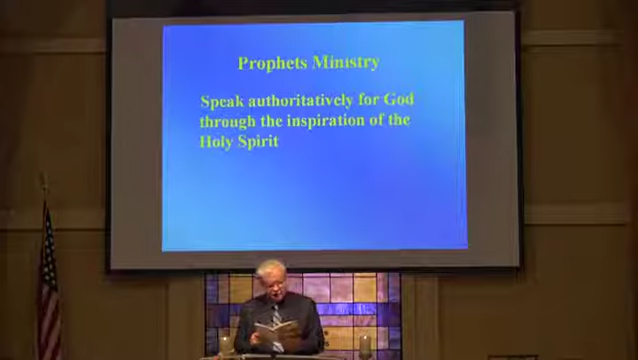 Prophets Ministry
Speak authoritatively for God
through the inspiration of the
Holy Spirit